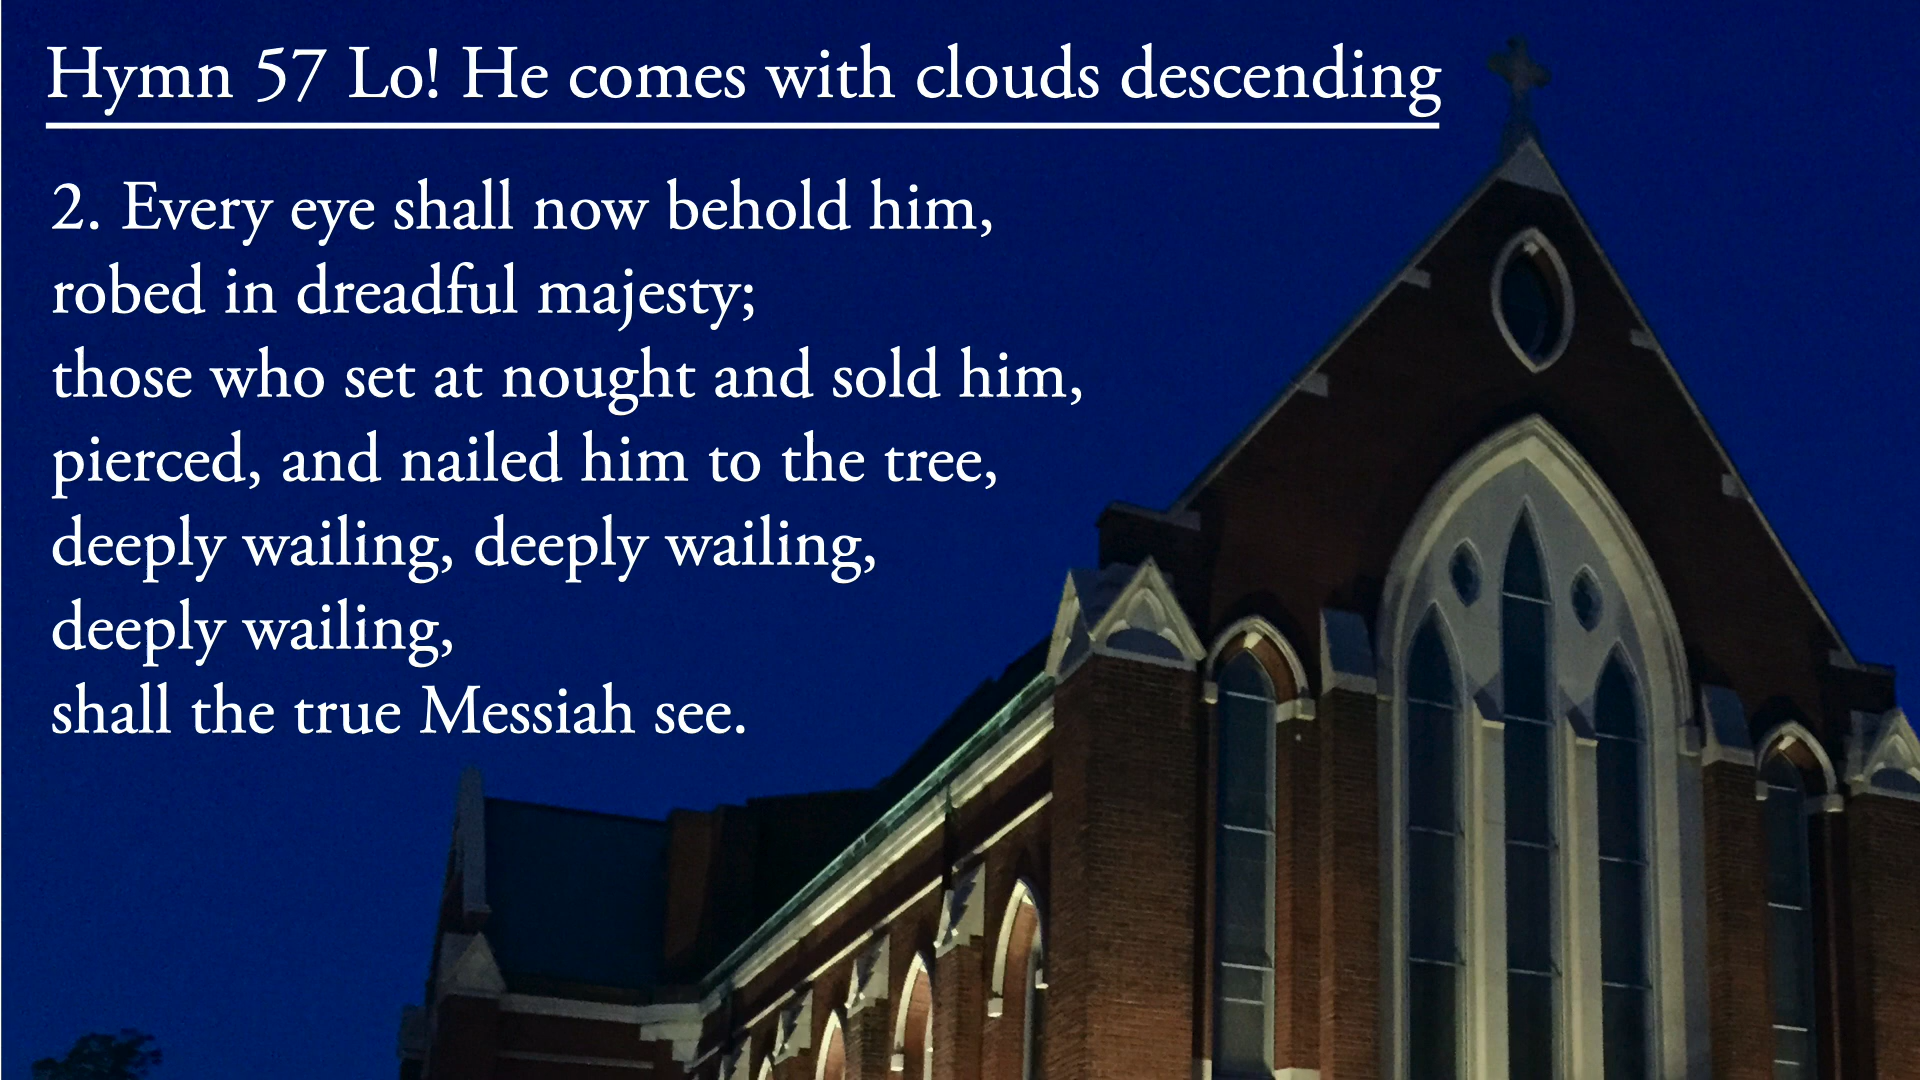 Hymn 57 Lo! He comes with clouds descending
2. Every eye shall now behold him,
robed in dreadful majesty;
those who set at nought and sold him,
pierced, and nailed him to the tree,
deeply wailing, deeply wailing,
deeply wailing,
shall the true Messiah see.